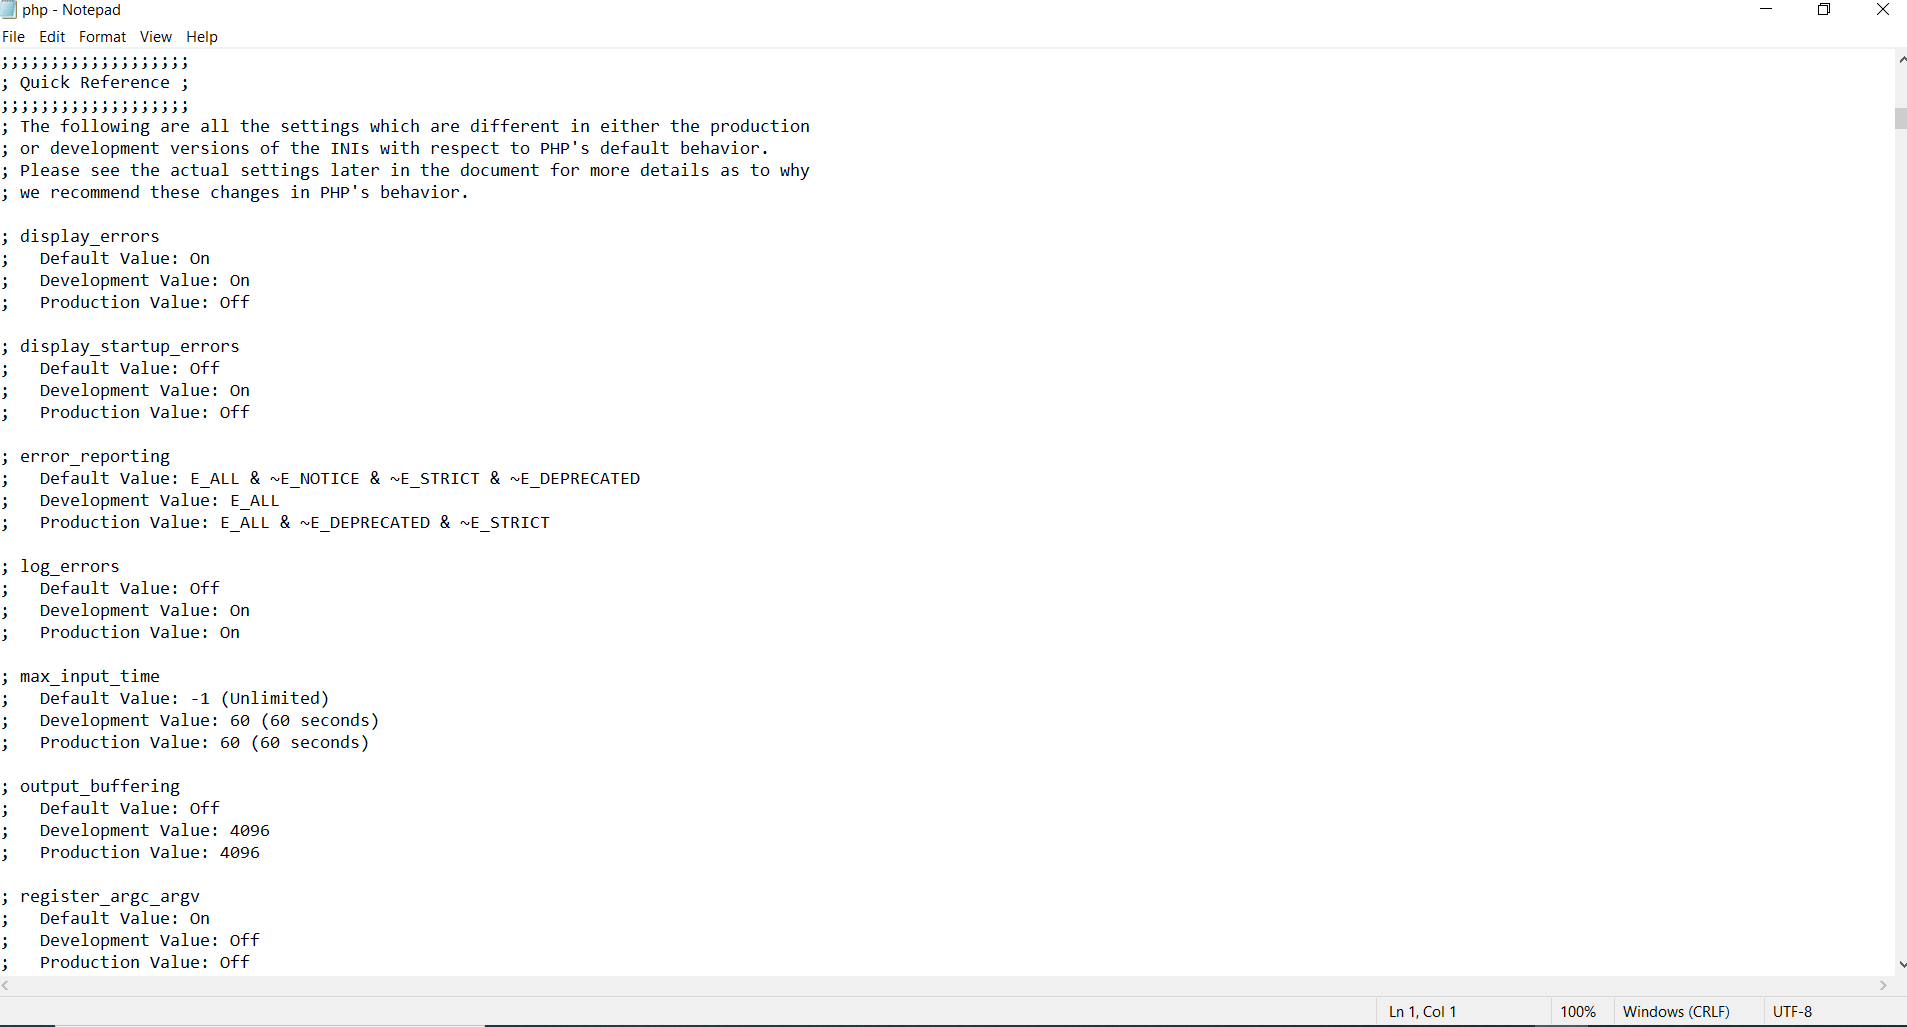 php - Notepad
File Edit Format View Help
;;;;;;;;;;;;;;;;;;;
; Quick Reference ;
;;;;;;;;;;;;;;;;;;;
; The following are all the settings which are different in either the production
; or development versions of the INIs with respect to PHP's default behavior.
; Please see the actual settings later in the document for more details as to why
; we recommend these changes in PHP's behavior.

; display_errors
;   Default Value: On
;   Development Value: On
;   Production Value: Off

; display_startup_errors
;   Default Value: Off
;   Development Value: On
;   Production Value: Off

; error_reporting
;   Default Value: E_ALL & ~E_NOTICE & ~E_STRICT & ~E_DEPRECATED
;   Development Value: E_ALL
;   Production Value: E_ALL & ~E_DEPRECATED & ~E_STRICT

; log_errors
;   Default Value: Off
;   Development Value: On
;   Production Value: On

; max_input_time
;   Default Value: -1 (Unlimited)
;   Development Value: 60 (60 seconds)
;   Production Value: 60 (60 seconds)

; output_buffering
;   Default Value: Off
;   Development Value: 4096
;   Production Value: 4096

; register_argc_argv
;   Default Value: On
;   Development Value: Off
;   Production Value: Off
Ln 1, Col 1 100% Windows (CRLF) UTF-8